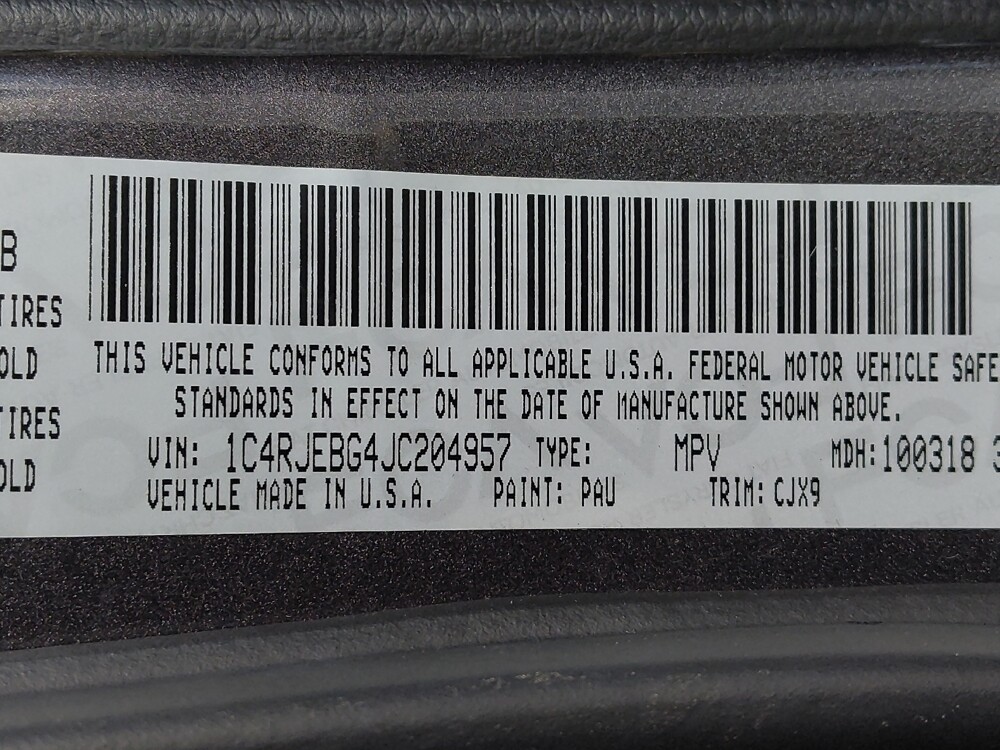 B
TIRES
OLD
TIRES
OLD
THIS VEHICLE CONFORMS TO ALL APPLICABLE U.S.A. FEDERAL MOTOR VEHICLE SAFE
STANDARDS IN EFFECT ON THE DATE OF MANUFACTURE SHOWN ABOVE.
VIN: 1C4RJEBG4JC204957 TYPE: MPV MDH:100318 3
VEHICLE MADE IN U.S.A. PAINT: PAU TRIM: CJX9